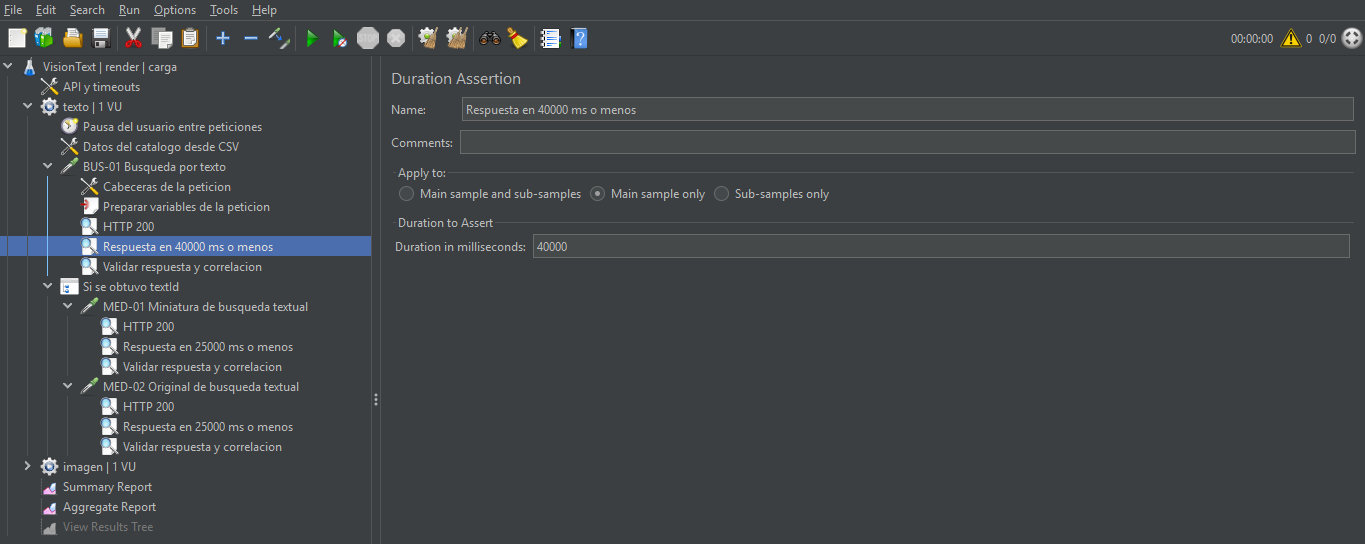 File Edit Search Run Options Tools Help
00:00:00 0 0/0
VisionText | render | carga
API y timeouts
texto | 1 VU
Pausa del usuario entre peticiones
Datos del catalogo desde CSV
BUS-01 Busqueda por texto
Cabeceras de la peticion
Preparar variables de la peticion
HTTP 200
Respuesta en 40000 ms o menos
Validar respuesta y correlacion
Si se obtuvo textId
MED-01 Miniatura de busqueda textual
HTTP 200
Respuesta en 25000 ms o menos
Validar respuesta y correlacion
MED-02 Original de busqueda textual
HTTP 200
Respuesta en 25000 ms o menos
Validar respuesta y correlacion
imagen | 1 VU
Summary Report
Aggregate Report
View Results Tree
Duration Assertion
Name: Respuesta en 40000 ms o menos
Comments:
Apply to:
Main sample and sub-samples Main sample only Sub-samples only
Duration to Assert
Duration in milliseconds: 40000